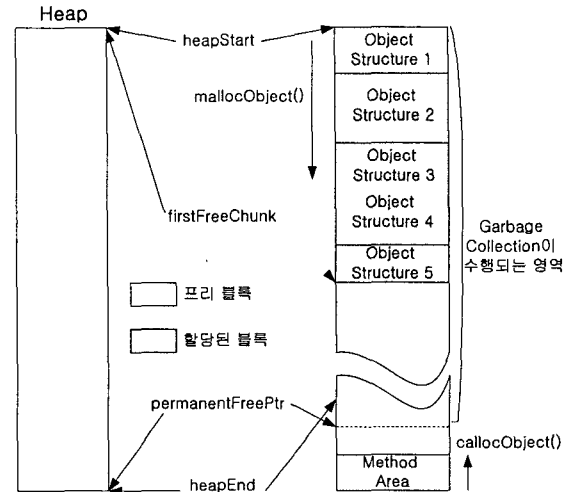 Heap
heapStart
Object
Structure 1
mallocObject()
Object
Structure 2
Object
Structure 3
Object
Structure 4
firstFreeChunk
Object
Structure 5
Garbage
Collection이
수행되는 영역
프리 블록
할당된 블록
permanentFreePtr
callocObject()
heapEnd
Method
Area